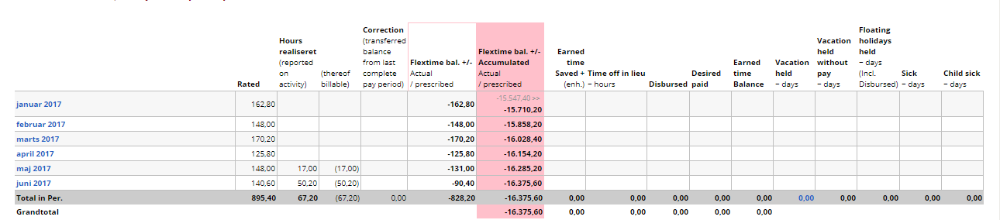 Rated
Hours realiseret (reported on activity)
(thereof billable)
Correction (transferred balance from last complete pay period)
Flextime bal. +/- Actual / prescribed
Flextime bal. +/- Accumulated Actual / prescribed
Earned time Saved + (enh.)
Time off in lieu - hours
Disbursed
Desired paid
Earned time Balance
Vacation held - days
Vacation held without pay - days
Floating holidays held - days (Incl. Disbursed)
Sick - days
Child sick - days
januar 2017 162,80 -162,80 -15.547,40 >> -15.710,20
februar 2017 148,00 -148,00 -15.858,20
marts 2017 170,20 -170,20 -16.028,40
april 2017 125,80 -125,80 -16.154,20
maj 2017 148,00 17,00 (17,00) -131,00 -16.285,20
juni 2017 140,60 50,20 (50,20) -90,40 -16.375,60
Total in Per. 895,40 67,20 (67,20) 0,00 -828,20 -16.375,60 0,00 0,00 0,00 0,00 0,00 0,00 0,00 0,00 0,00 0,00
Grandtotal -16.375,60 0,00 0,00 0,00 0,00 0,00